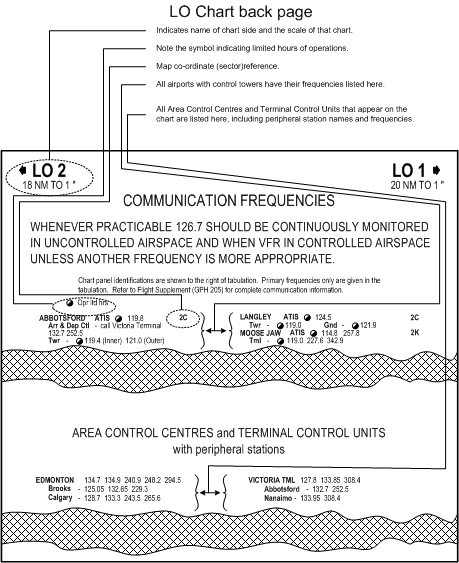 LO Chart back page
Indicates name of chart side and the scale of that chart.
Note the symbol indicating limited hours of operations.
Map co-ordinate (sector)reference.
All airports with control towers have their frequencies listed here.
All Area Control Centres and Terminal Control Units that appear on the
chart are listed here, including peripheral station names and frequencies.
LO 2
18 NM TO 1 "
LO 1
20 NM TO 1 "
COMMUNICATION FREQUENCIES
WHENEVER PRACTICABLE 126.7 SHOULD BE CONTINUOUSLY MONITORED
IN UNCONTROLLED AIRSPACE AND WHEN VFR IN CONTROLLED AIRSPACE
UNLESS ANOTHER FREQUENCY IS MORE APPROPRIATE.
Chart panel identifications are shown to the right of tabulation. Primary frequencies only are given in the
tabulation. Refer to Flight Supplement (GPH 205) for complete communication information.
Opr ltd hrs
ABBOTSFORD ATIS 119.8 2C
Arr & Dep Ctl - call Victoria Terminal
132.7 252.5
Twr - 119.4 (Inner) 121.0 (Outer)
LANGLEY ATIS 124.5 2C
Twr - 119.0 Gnd - 121.9
MOOSE JAW ATIS 114.8 257.8 2K
Tml - 119.0 227.6 342.9
AREA CONTROL CENTRES and TERMINAL CONTROL UNITS
with peripheral stations
EDMONTON 134.7 134.9 240.9 248.2 294.5
Brooks - 125.05 132.65 229.3
Calgary - 128.7 133.3 243.5 265.6
VICTORIA TML 127.8 133.85 308.4
Abbotsford - 132.7 252.5
Nanaimo - 133.95 308.4